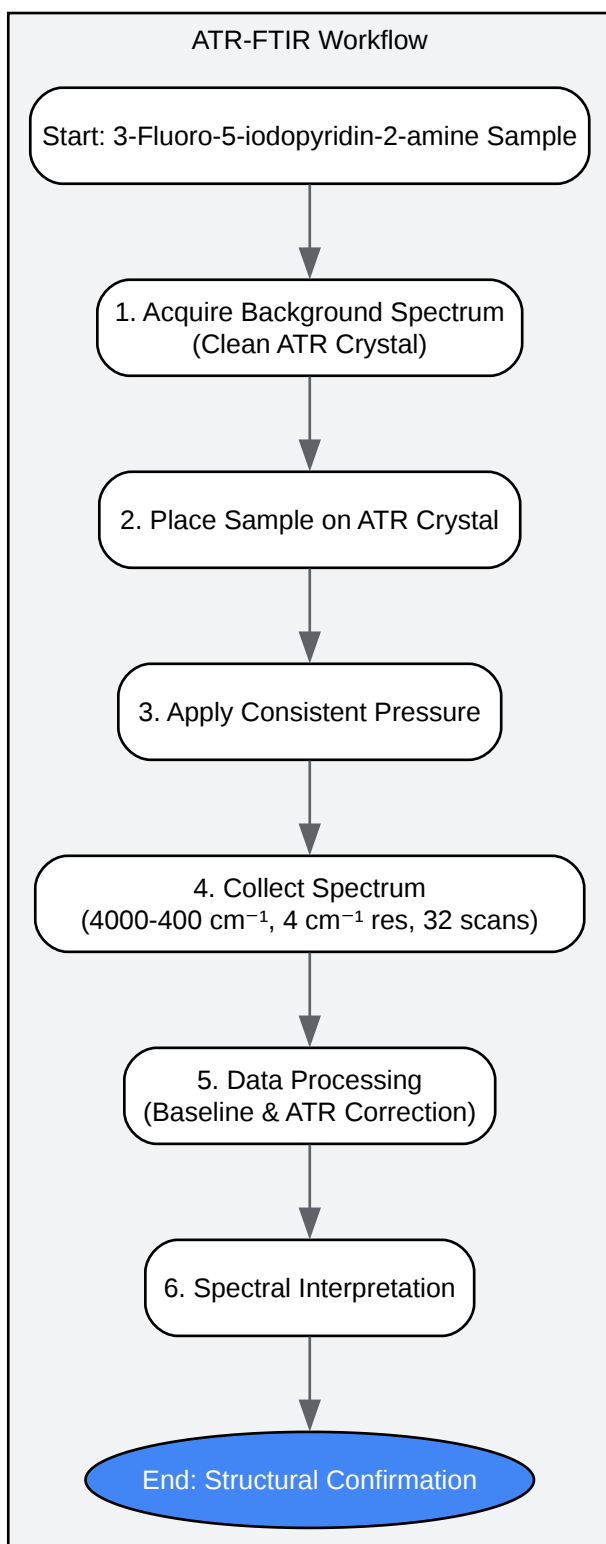 ATR-FTIR Workflow
Start: 3-Fluoro-5-iodopyridin-2-amine Sample
1. Acquire Background Spectrum
(Clean ATR Crystal)
2. Place Sample on ATR Crystal
3. Apply Consistent Pressure
4. Collect Spectrum
(4000-400 cm⁻¹, 4 cm⁻¹ res, 32 scans)
5. Data Processing
(Baseline & ATR Correction)
6. Spectral Interpretation
End: Structural Confirmation